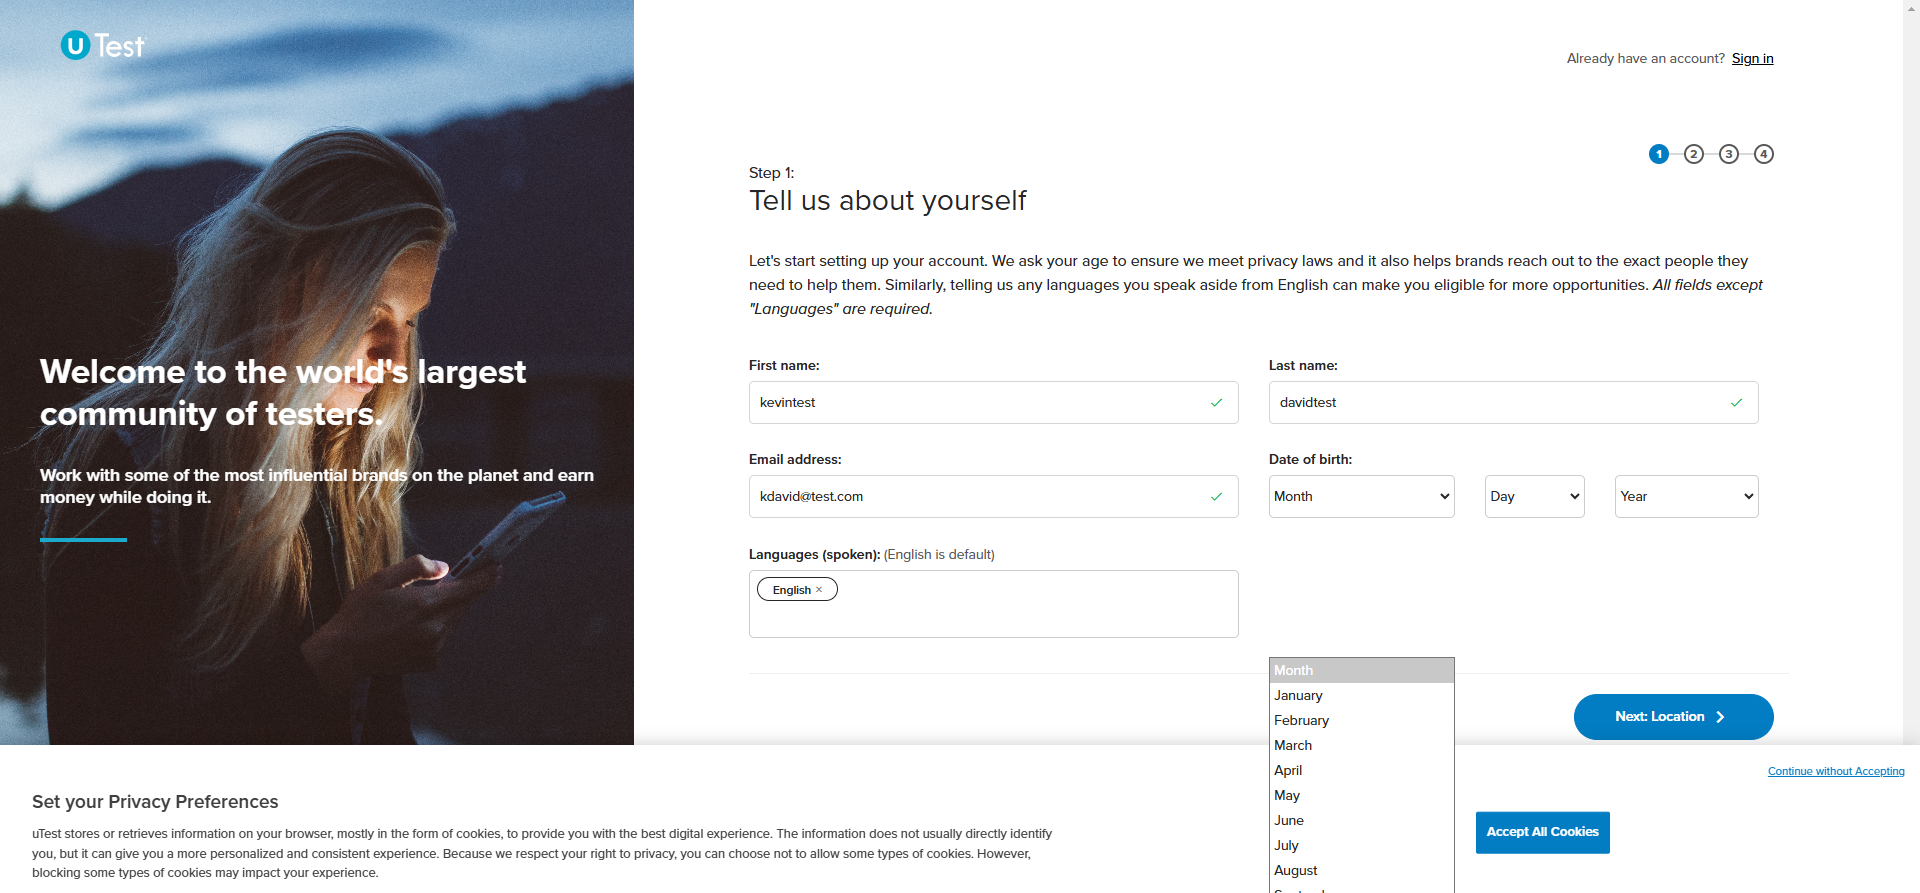 u Test
Already have an account? Sign in
1 2 3 4
Step 1:
Tell us about yourself
Let's start setting up your account. We ask your age to ensure we meet privacy laws and it also helps brands reach out to the exact people they
need to help them. Similarly, telling us any languages you speak aside from English can make you eligible for more opportunities. All fields except
"Languages" are required.
Welcome to the world's largest
community of testers.
Work with some of the most influential brands on the planet and earn
money while doing it.
First name:
kevintest
Last name:
davidtest
Email address:
kdavid@test.com
Date of birth:
Month
Day
Year
Languages (spoken): (English is default)
English ×
Month
January
February
March
April
May
June
July
August
Next: Location
Continue without Accepting
Set your Privacy Preferences
uTest stores or retrieves information on your browser, mostly in the form of cookies, to provide you with the best digital experience. The information does not usually directly identify
you, but it can give you a more personalized and consistent experience. Because we respect your right to privacy, you can choose not to allow some types of cookies. However,
blocking some types of cookies may impact your experience.
Accept All Cookies